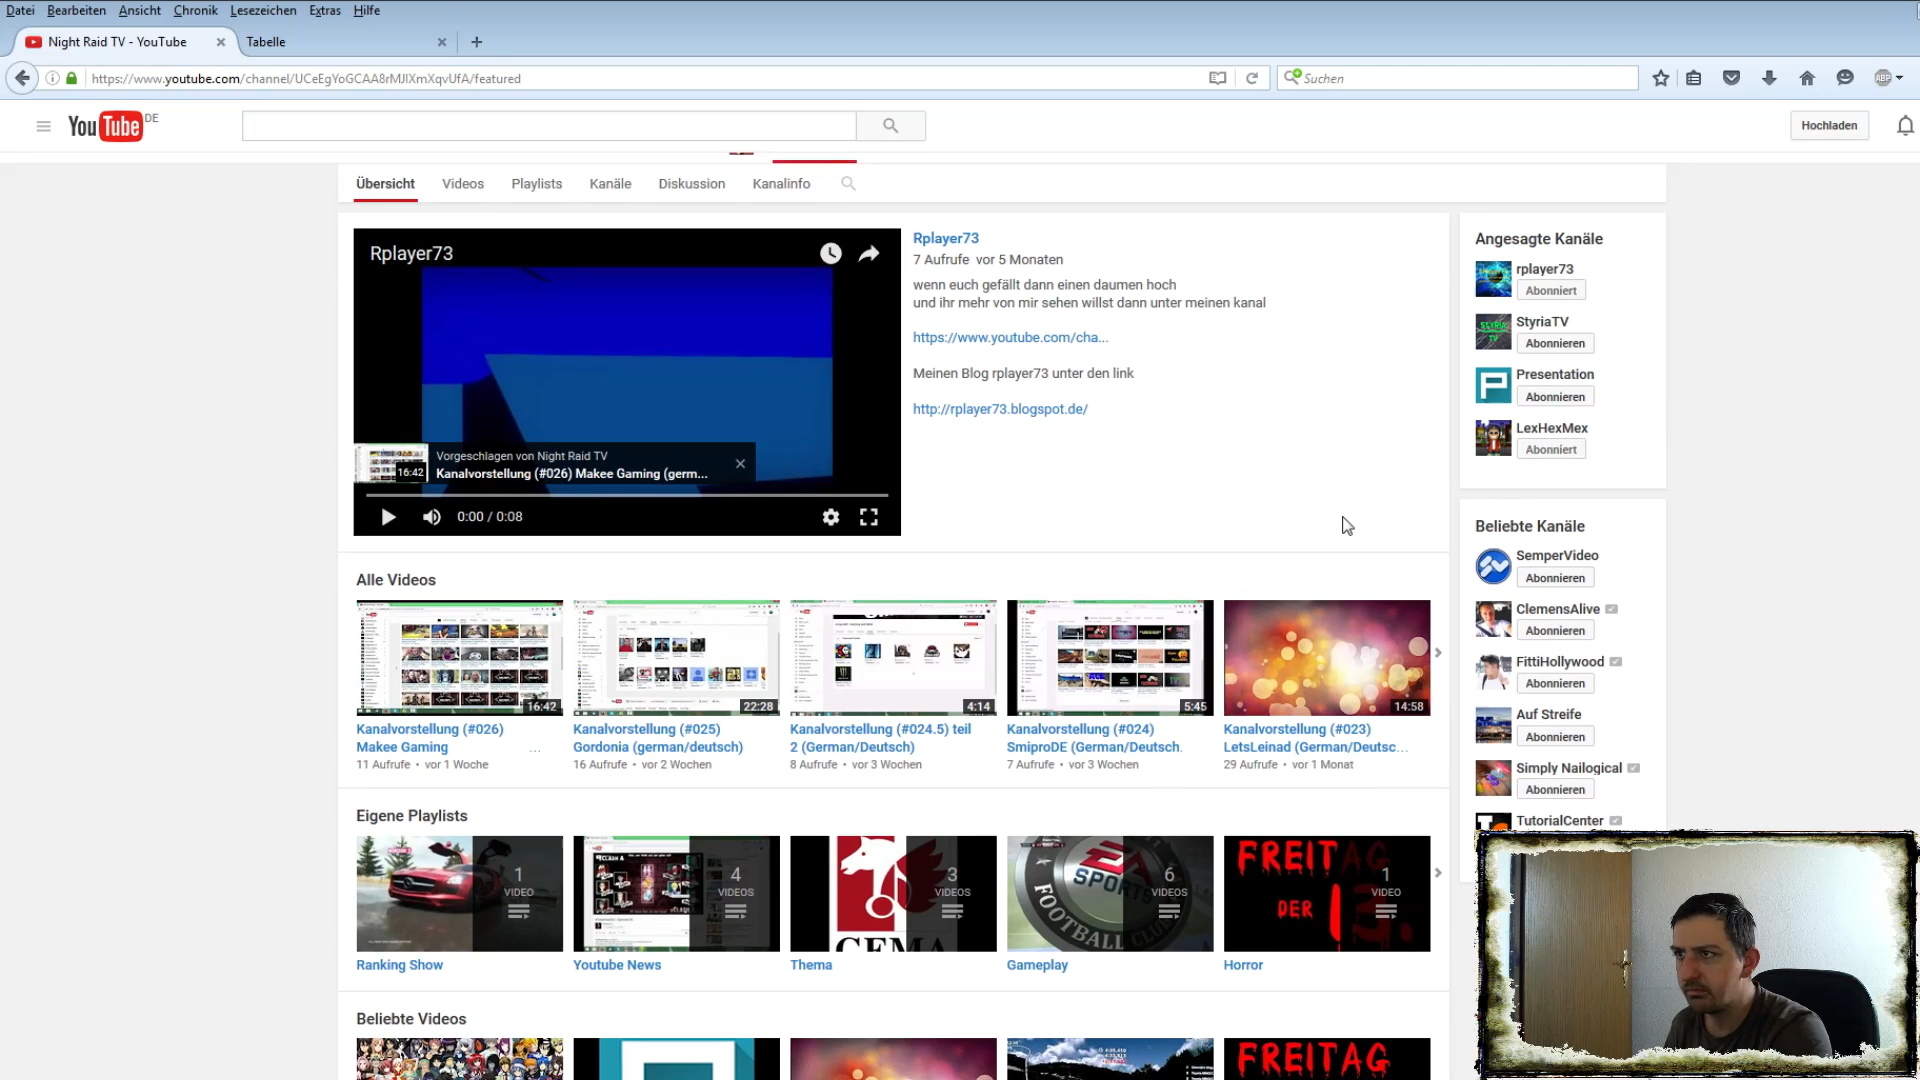 Datei Bearbeiten Ansicht Chronik Lesezeichen Extras Hilfe
Night Raid TV - YouTube
Tabelle
https://www.youtube.com/channel/UCeEgYoGCAA8rMJlXmXqvUfA/featured
Suchen
ABP
YouTube DE
Hochladen
Übersicht Videos Playlists Kanäle Diskussion Kanalinfo
Rplayer73
Vorgeschlagen von Night Raid TV
Kanalvorstellung (#026) Makee Gaming (germ...
16:42
0:00 / 0:08
Rplayer73
7 Aufrufe vor 5 Monaten
wenn euch gefällt dann einen daumen hoch
und ihr mehr von mir sehen willst dann unter meinen kanal
https://www.youtube.com/cha...
Meinen Blog rplayer73 unter den link
http://rplayer73.blogspot.de/
Angesagte Kanäle
rplayer73
Abonniert
StyriaTV
Abonnieren
Presentation
Abonnieren
LexHexMex
Abonniert
Beliebte Kanäle
SemperVideo
Abonnieren
ClemensAlive
Abonnieren
FittiHollywood
Abonnieren
Auf Streife
Abonnieren
Simply Nailogical
Abonnieren
TutorialCenter
Alle Videos
16:42
Kanalvorstellung (#026)
Makee Gaming ...
11 Aufrufe • vor 1 Woche
22:28
Kanalvorstellung (#025)
Gordonia (german/deutsch)
16 Aufrufe • vor 2 Wochen
4:14
Kanalvorstellung (#024.5) teil
2 (German/Deutsch)
8 Aufrufe • vor 3 Wochen
5:45
Kanalvorstellung (#024)
SmiproDE (German/Deutsch.
7 Aufrufe • vor 3 Wochen
14:58
Kanalvorstellung (#023)
LetsLeinad (German/Deutsc...
29 Aufrufe • vor 1 Monat
Eigene Playlists
1
VIDEO
Ranking Show
4
VIDEOS
Youtube News
GEMA
3
VIDEOS
Thema
EA
SPORTS
FOOTBALL CLUB
6
VIDEOS
Gameplay
FREITAG
DER
1
VIDEO
Horror
Beliebte Videos
FREITAG